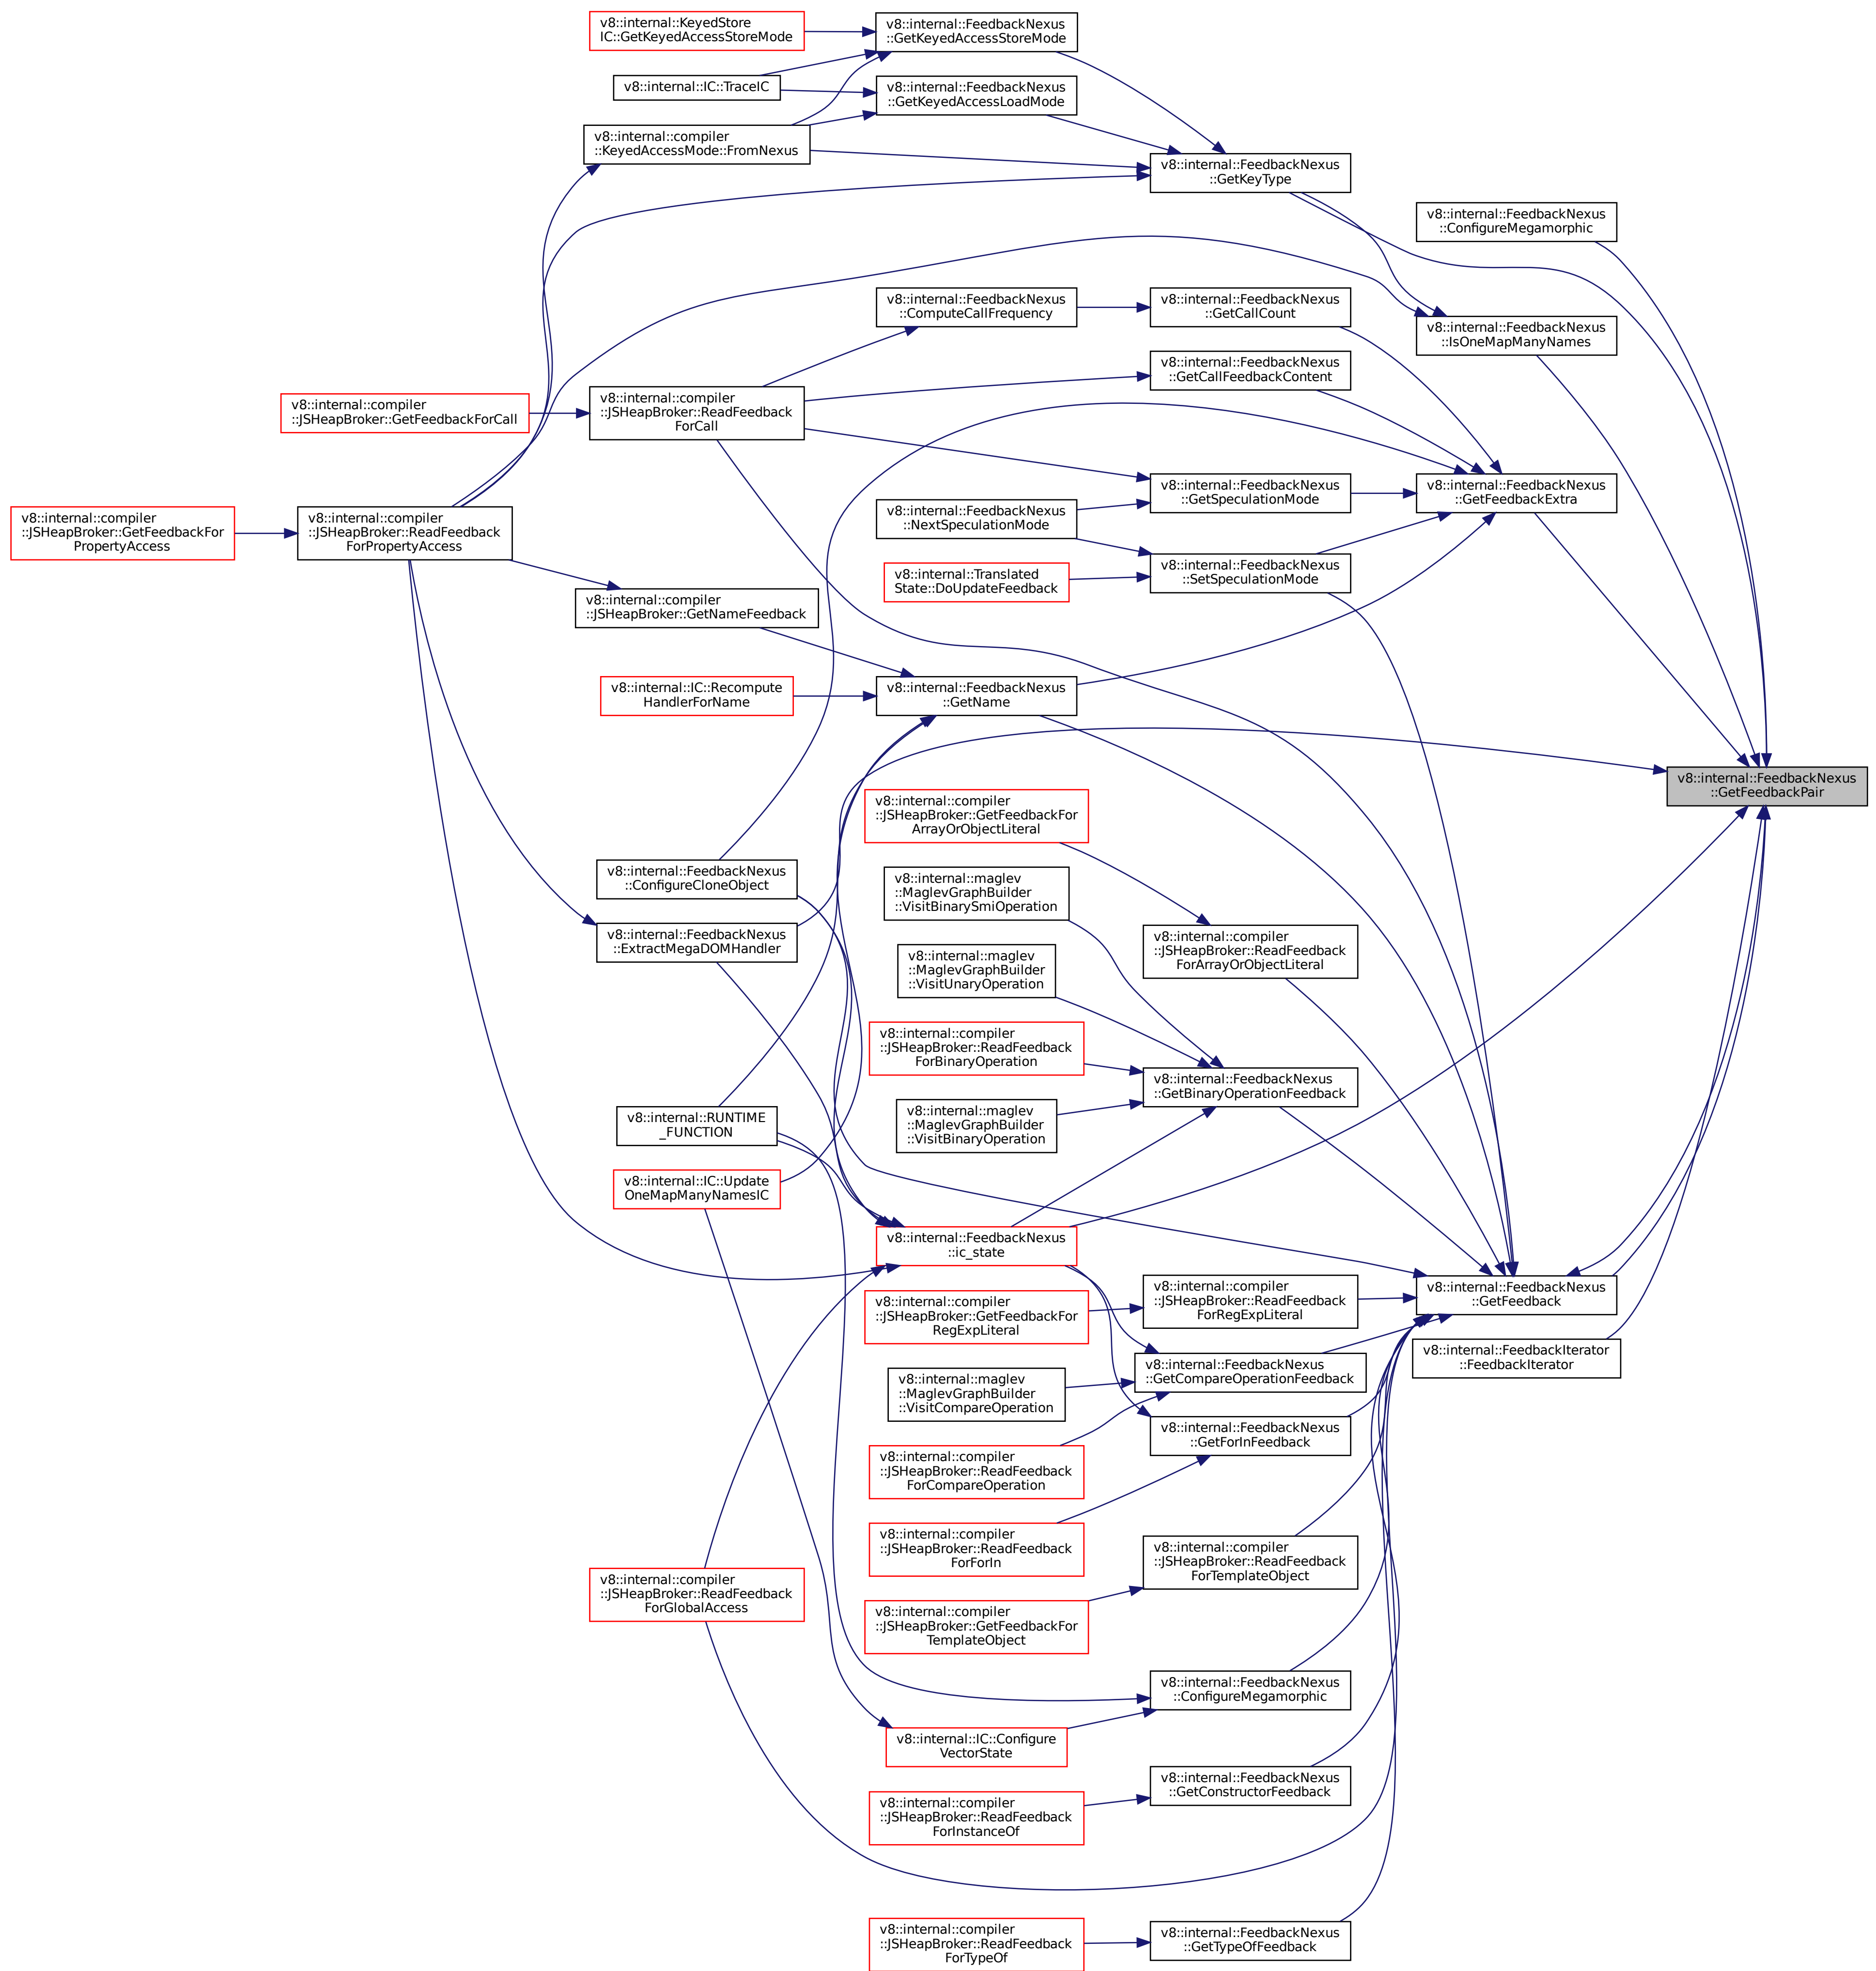 v8::internal::KeyedStore
IC::GetKeyedAccessStoreMode
v8::internal::FeedbackNexus
::GetKeyedAccessStoreMode
v8::internal::IC::TraceIC
v8::internal::FeedbackNexus
::GetKeyedAccessLoadMode
v8::internal::compiler
::KeyedAccessMode::FromNexus
v8::internal::FeedbackNexus
::GetKeyType
v8::internal::FeedbackNexus
::ConfigureMegamorphic
v8::internal::FeedbackNexus
::ComputeCallFrequency
v8::internal::FeedbackNexus
::GetCallCount
v8::internal::FeedbackNexus
::IsOneMapManyNames
v8::internal::FeedbackNexus
::GetCallFeedbackContent
v8::internal::compiler
::JSHeapBroker::GetFeedbackForCall
v8::internal::compiler
::JSHeapBroker::ReadFeedback
ForCall
v8::internal::FeedbackNexus
::GetSpeculationMode
v8::internal::FeedbackNexus
::GetFeedbackExtra
v8::internal::compiler
::JSHeapBroker::GetFeedbackFor
PropertyAccess
v8::internal::compiler
::JSHeapBroker::ReadFeedback
ForPropertyAccess
v8::internal::FeedbackNexus
::NextSpeculationMode
v8::internal::Translated
State::DoUpdateFeedback
v8::internal::FeedbackNexus
::SetSpeculationMode
v8::internal::compiler
::JSHeapBroker::GetNameFeedback
v8::internal::IC::Recompute
HandlerForName
v8::internal::FeedbackNexus
::GetName
v8::internal::FeedbackNexus
::GetFeedbackPair
v8::internal::compiler
::JSHeapBroker::GetFeedbackFor
ArrayOrObjectLiteral
v8::internal::FeedbackNexus
::ConfigureCloneObject
v8::internal::maglev
::MaglevGraphBuilder
::VisitBinarySmiOperation
v8::internal::FeedbackNexus
::ExtractMegaDOMHandler
v8::internal::compiler
::JSHeapBroker::ReadFeedback
ForArrayOrObjectLiteral
v8::internal::maglev
::MaglevGraphBuilder
::VisitUnaryOperation
v8::internal::compiler
::JSHeapBroker::ReadFeedback
ForBinaryOperation
v8::internal::FeedbackNexus
::GetBinaryOperationFeedback
v8::internal::RUNTIME
_FUNCTION
v8::internal::maglev
::MaglevGraphBuilder
::VisitBinaryOperation
v8::internal::IC::Update
OneMapManyNamesIC
v8::internal::FeedbackNexus
::ic_state
v8::internal::compiler
::JSHeapBroker::GetFeedbackFor
RegExpLiteral
v8::internal::compiler
::JSHeapBroker::ReadFeedback
ForRegExpLiteral
v8::internal::FeedbackNexus
::GetFeedback
v8::internal::FeedbackIterator
::FeedbackIterator
v8::internal::maglev
::MaglevGraphBuilder
::VisitCompareOperation
v8::internal::FeedbackNexus
::GetCompareOperationFeedback
v8::internal::FeedbackNexus
::GetForInFeedback
v8::internal::compiler
::JSHeapBroker::ReadFeedback
ForCompareOperation
v8::internal::compiler
::JSHeapBroker::ReadFeedback
ForForIn
v8::internal::compiler
::JSHeapBroker::ReadFeedback
ForTemplateObject
v8::internal::compiler
::JSHeapBroker::ReadFeedback
ForGlobalAccess
v8::internal::compiler
::JSHeapBroker::GetFeedbackFor
TemplateObject
v8::internal::FeedbackNexus
::ConfigureMegamorphic
v8::internal::IC::Configure
VectorState
v8::internal::FeedbackNexus
::GetConstructorFeedback
v8::internal::compiler
::JSHeapBroker::ReadFeedback
ForInstanceOf
v8::internal::compiler
::JSHeapBroker::ReadFeedback
ForTypeOf
v8::internal::FeedbackNexus
::GetTypeOfFeedback